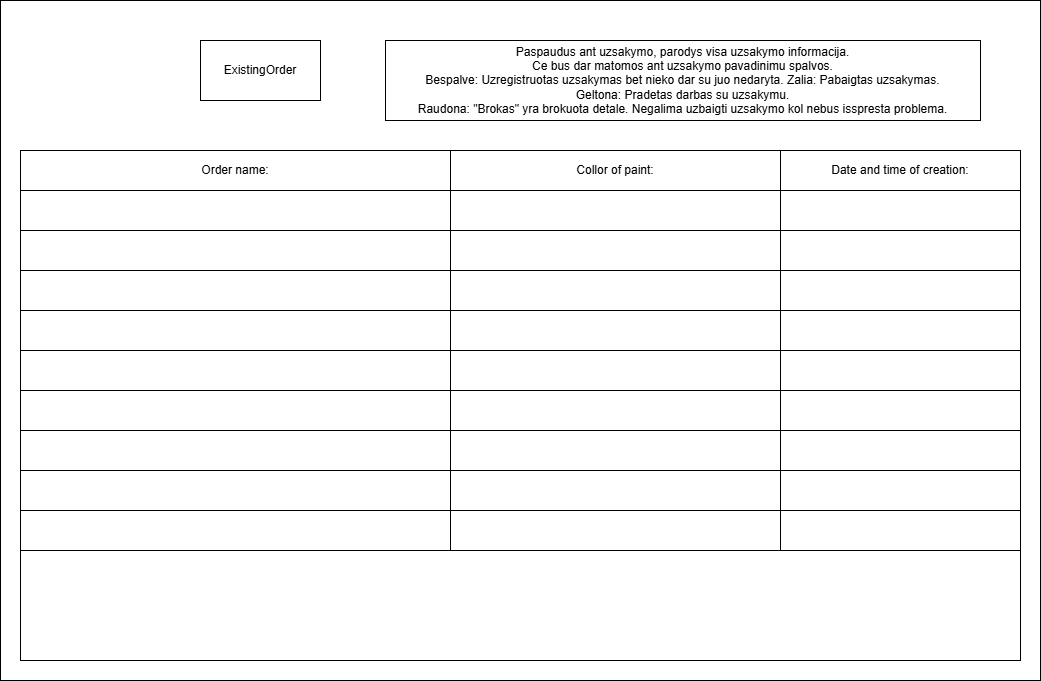 ExistingOrder
Paspaudus ant uzsakymo, parodys visa uzsakymo informacija.
Ce bus dar matomos ant uzsakymo pavadinimu spalvos.
Bespalve: Uzregistruotas uzsakymas bet nieko dar su juo nedaryta. Zalia: Pabaigtas uzsakymas.
Geltona: Pradetas darbas su uzsakymu.
Raudona: "Brokas" yra brokuota detale. Negalima uzbaigti uzsakymo kol nebus isspresta problema.
Order name:
Collor of paint:
Date and time of creation: